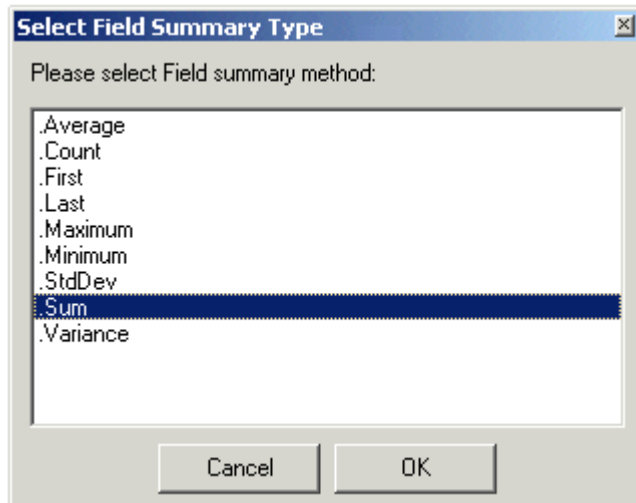 Select Field Summary Type
Please select Field summary method:
.Average
.Count
.First
.Last
.Maximum
.Minimum
.StdDev
.Sum
.Variance
Cancel OK